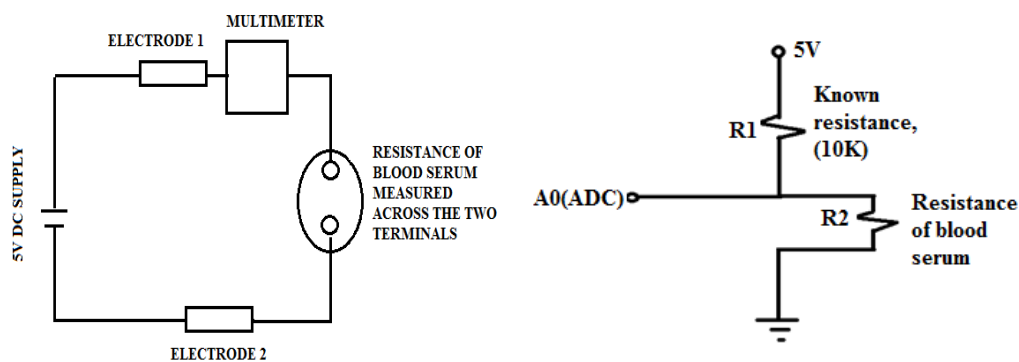 MULTIMETER
ELECTRODE 1
5V DC SUPPLY
RESISTANCE OF
BLOOD SERUM
MEASURED
ACROSS THE TWO
TERMINALS
ELECTRODE 2
5V
R1
Known
resistance,
(10K)
A0(ADC)
R2
Resistance
of blood
serum